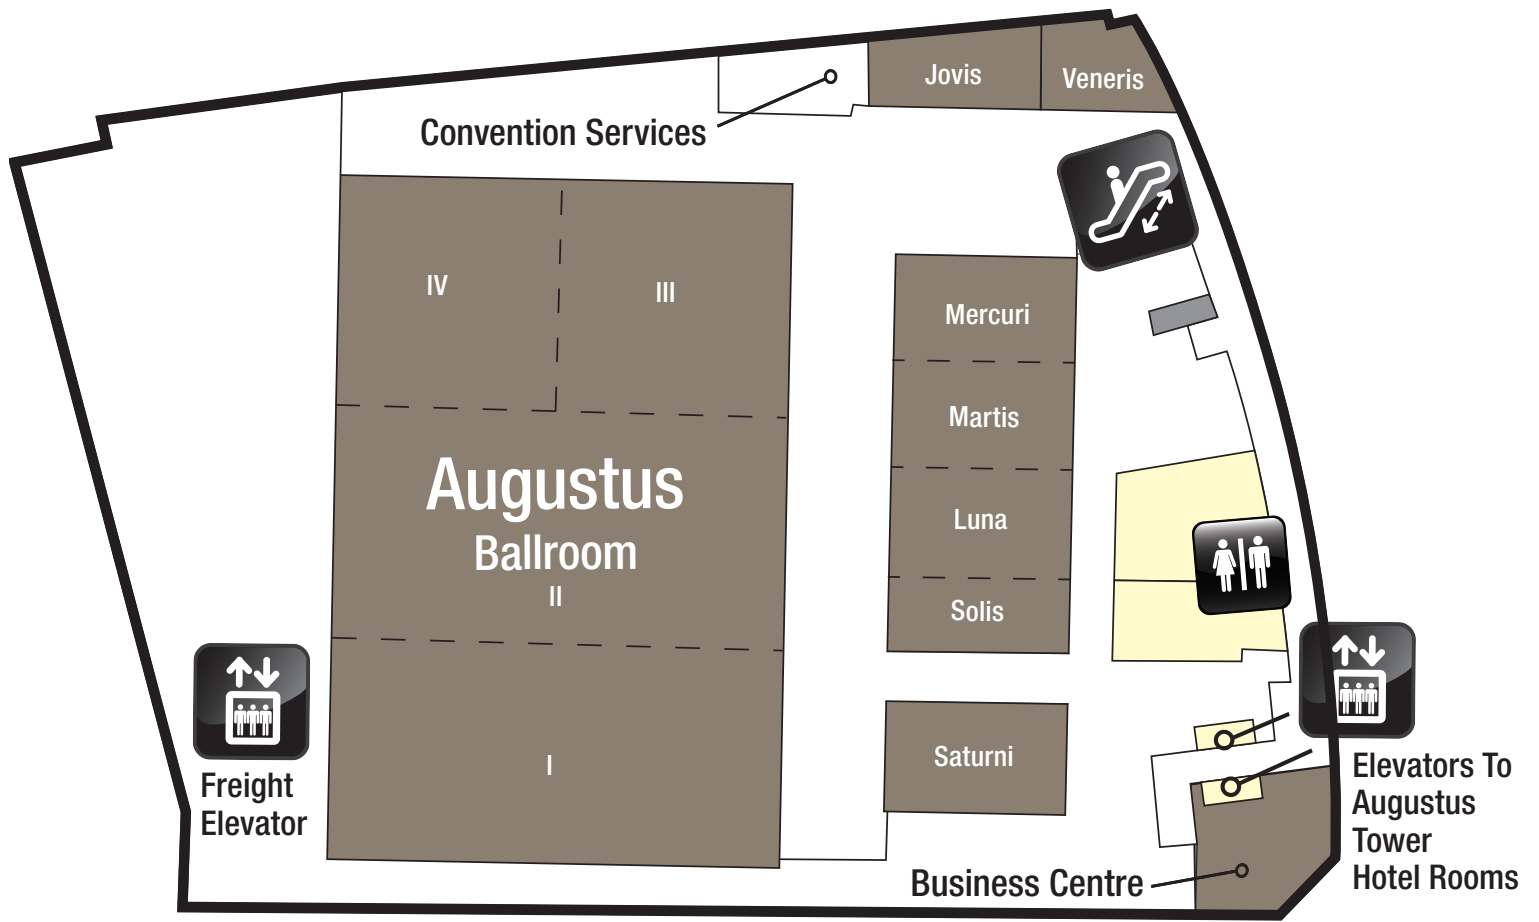 Jovis
Veneris
Convention Services
IV
III
Mercuri
Martis
Augustus
Ballroom
II
Luna
Solis
I
Saturni
Freight
Elevator
Elevators To
Augustus
Tower
Hotel Rooms
Business Centre